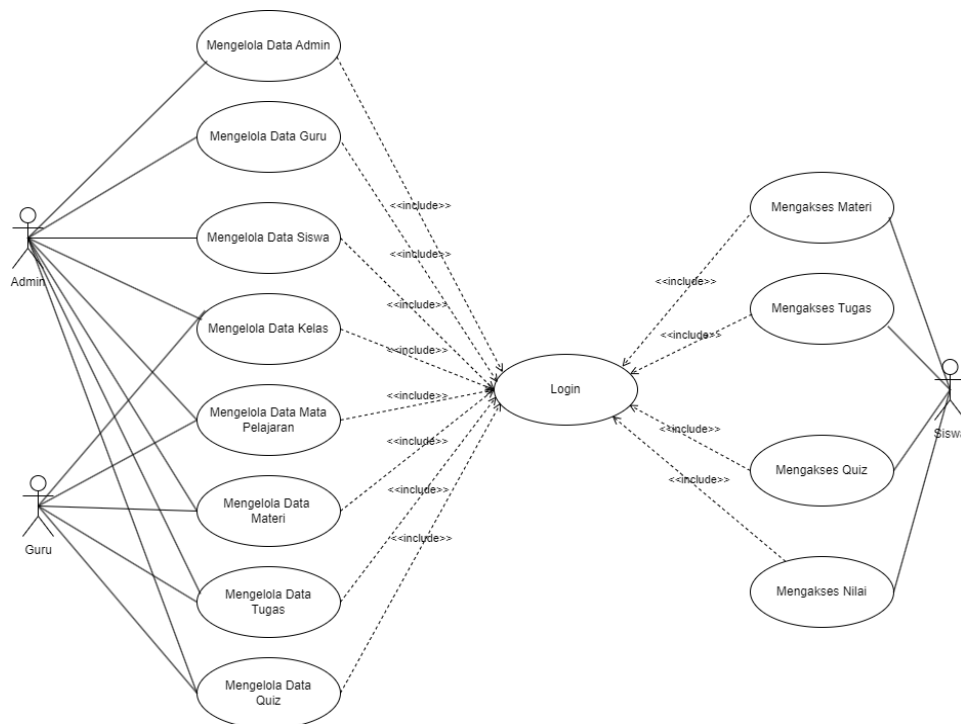 Mengelola Data Admin
Mengelola Data Guru
<<include>>
Mengakses Materi
Mengelola Data Siswa
<<include>>
Admin
<<include>>
<<include>>
Mengakses Tugas
Mengelola Data Kelas
<<include>>
<<include>>
Login
Mengelola Data Mata
Pelajaran
<<include>>
<<include>>
Siswa
<<include>>
Mengakses Quiz
<<include>>
Mengelola Data
Materi
<<include>>
Guru
<<include>>
Mengelola Data
Tugas
Mengakses Nilai
Mengelola Data
Quiz